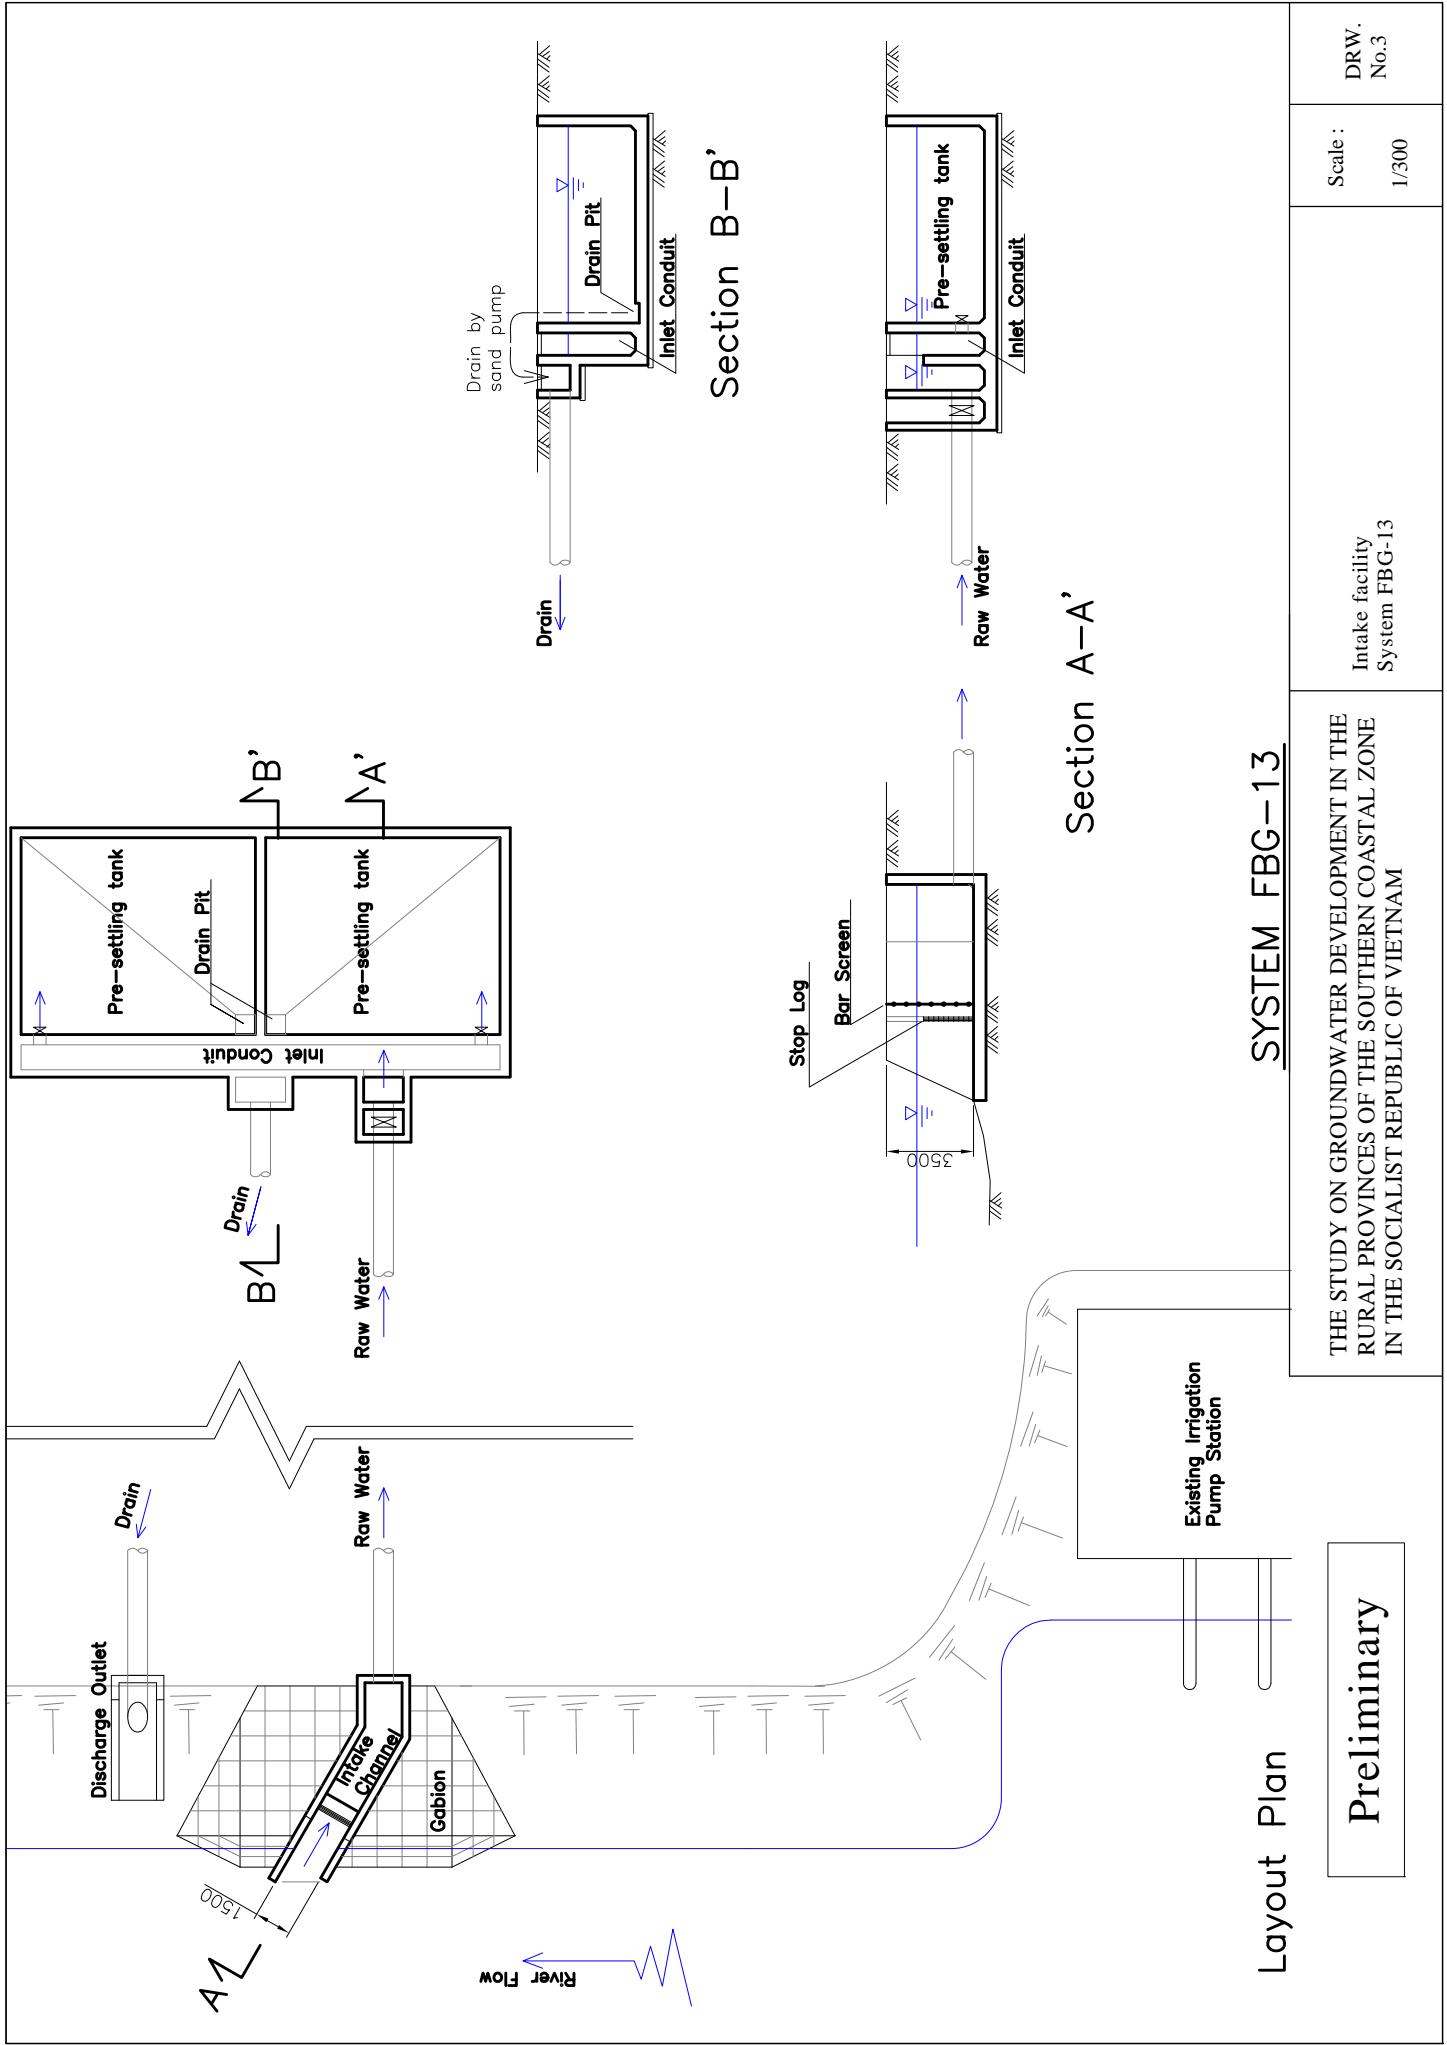 Discharge Outlet
Drain
Raw Water
Intake
Channel
Gabion
1500
A
River Flow
Drain
B
Raw Water
Pre-settling tank
Drain Pit
Pre-settling tank
Inlet Conduit
B'
A'
Drain by
sand pump
Drain Pit
Inlet Conduit
Drain
Section B-B'
Stop Log
Bar Screen
3500
Raw Water
Pre-settling tank
Inlet Conduit
Section A-A'
Existing Irrigation
Pump Station
Layout Plan
SYSTEM FBG-13
Preliminary
THE STUDY ON GROUNDWATER DEVELOPMENT IN THE
RURAL PROVINCES OF THE SOUTHERN COASTAL ZONE
IN THE SOCIALIST REPUBLIC OF VIETNAM
Intake facility
System FBG-13
Scale :
1/300
DRW.
No.3